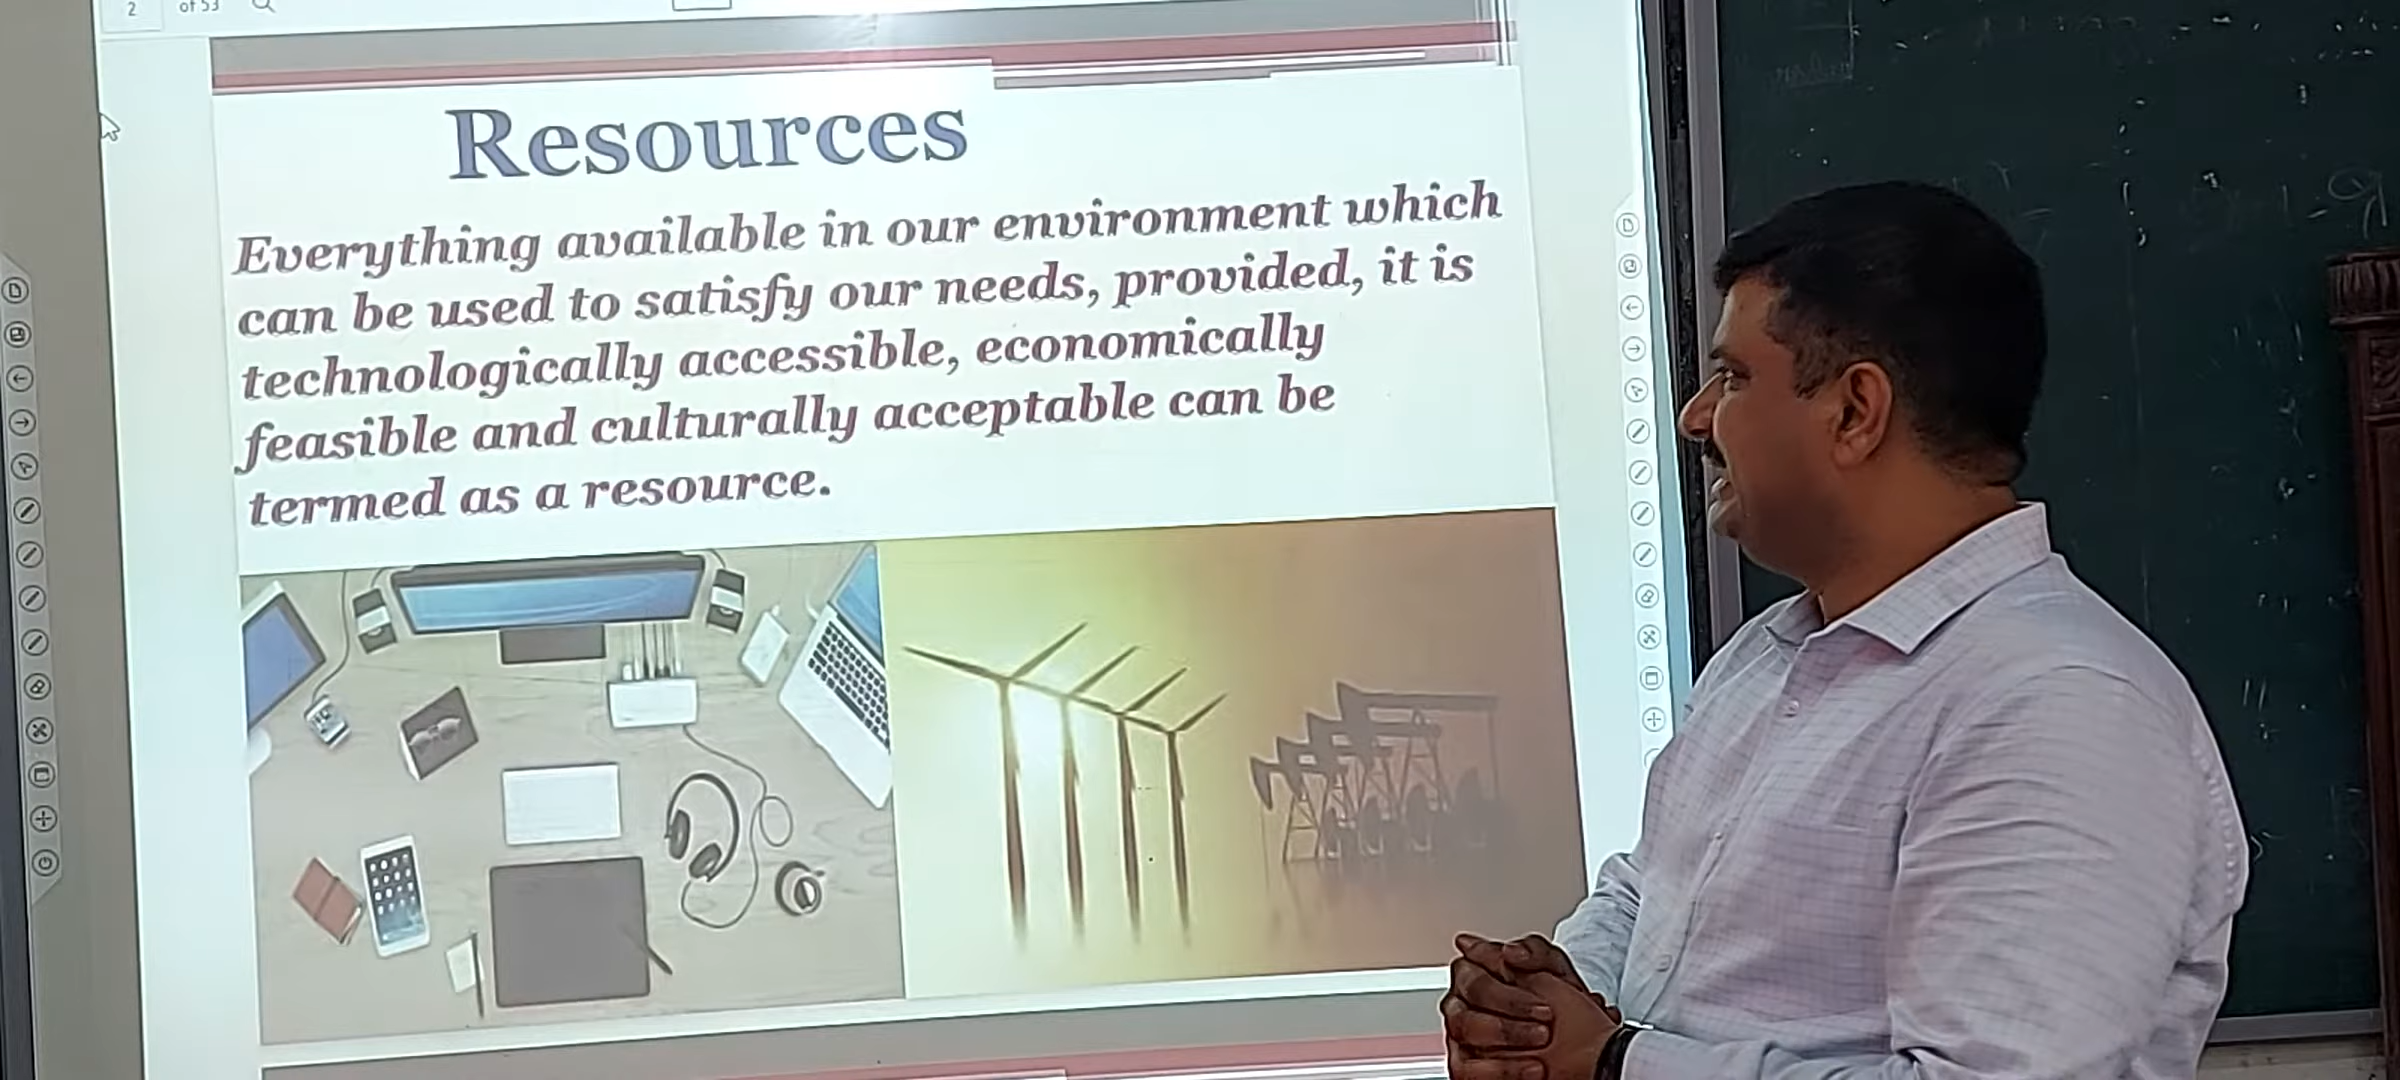 2 of 53
Resources
Everything available in our environment which
can be used to satisfy our needs, provided, it is
technologically accessible, economically
feasible and culturally acceptable can be
termed as a resource.